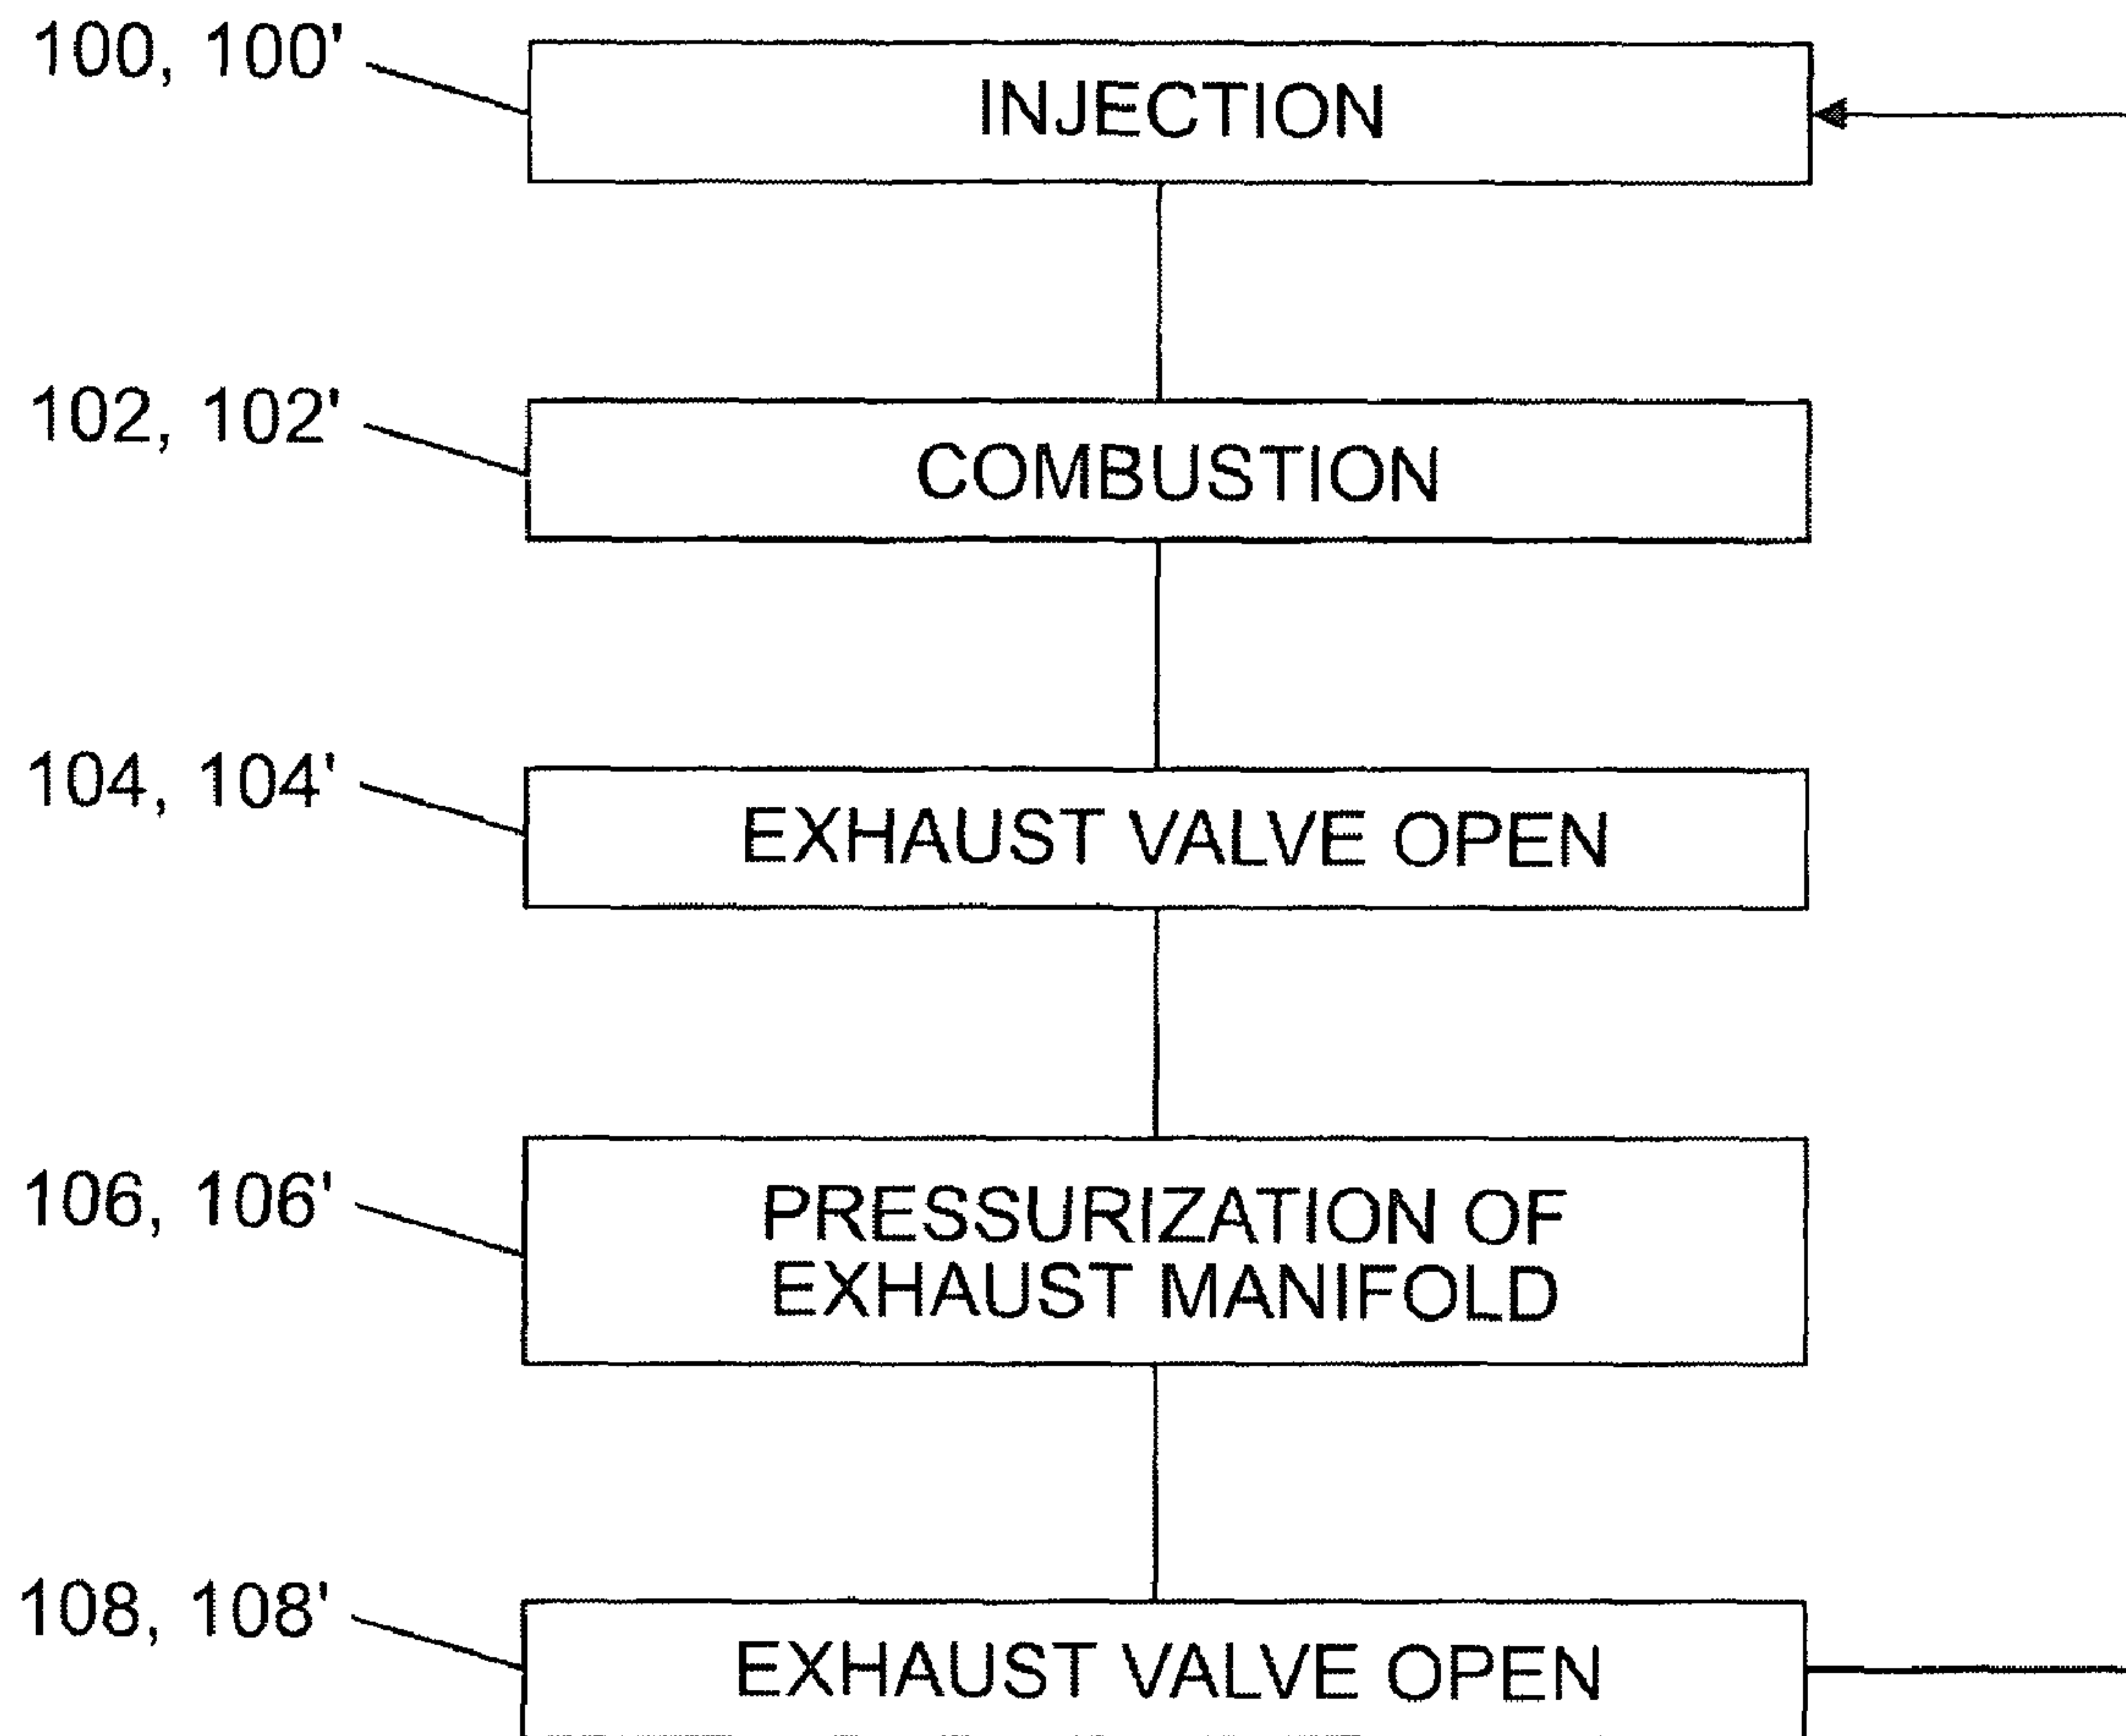 100, 100'
INJECTION
102, 102'
COMBUSTION
104, 104'
EXHAUST VALVE OPEN
106, 106'
PRESSURIZATION OF
EXHAUST MANIFOLD
108, 108'
EXHAUST VALVE OPEN